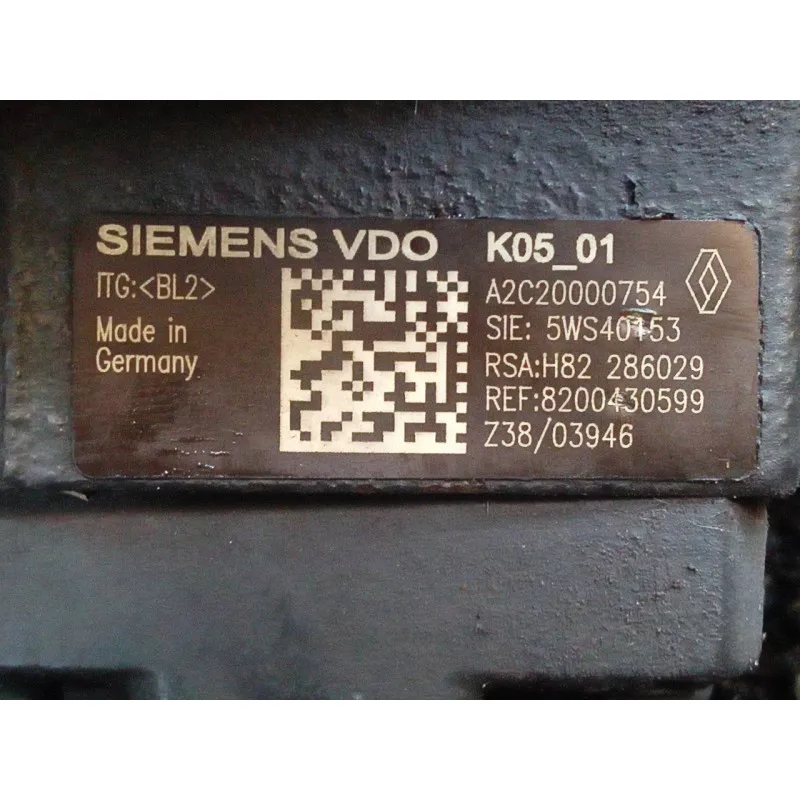 SIEMENS VDO K05_01
ITG:<BL2>
A2C20000754
Made in
SIE: 5WS40153
Germany
RSA:H82 286029
REF:8200430599
Z38/03946